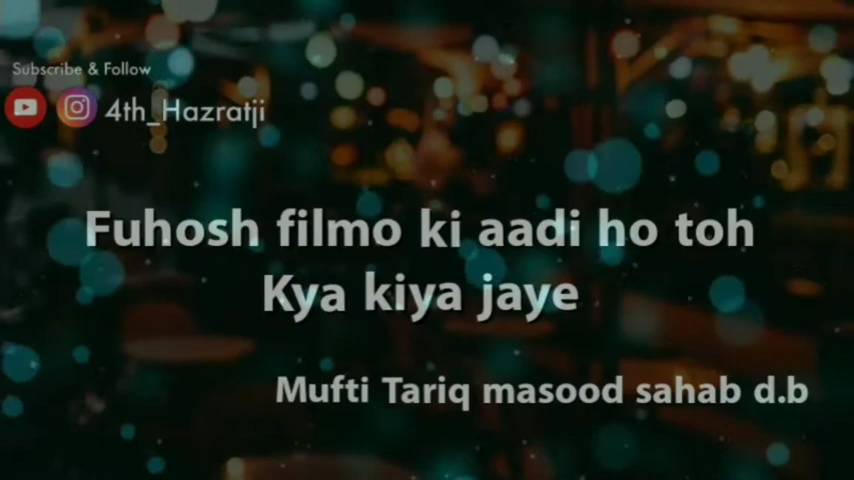 Subscribe & Follow
4th_Hazratji
Fuhosh filmo ki aadi ho toh
Kya kiya jaye
Mufti Tariq masood sahab d.b